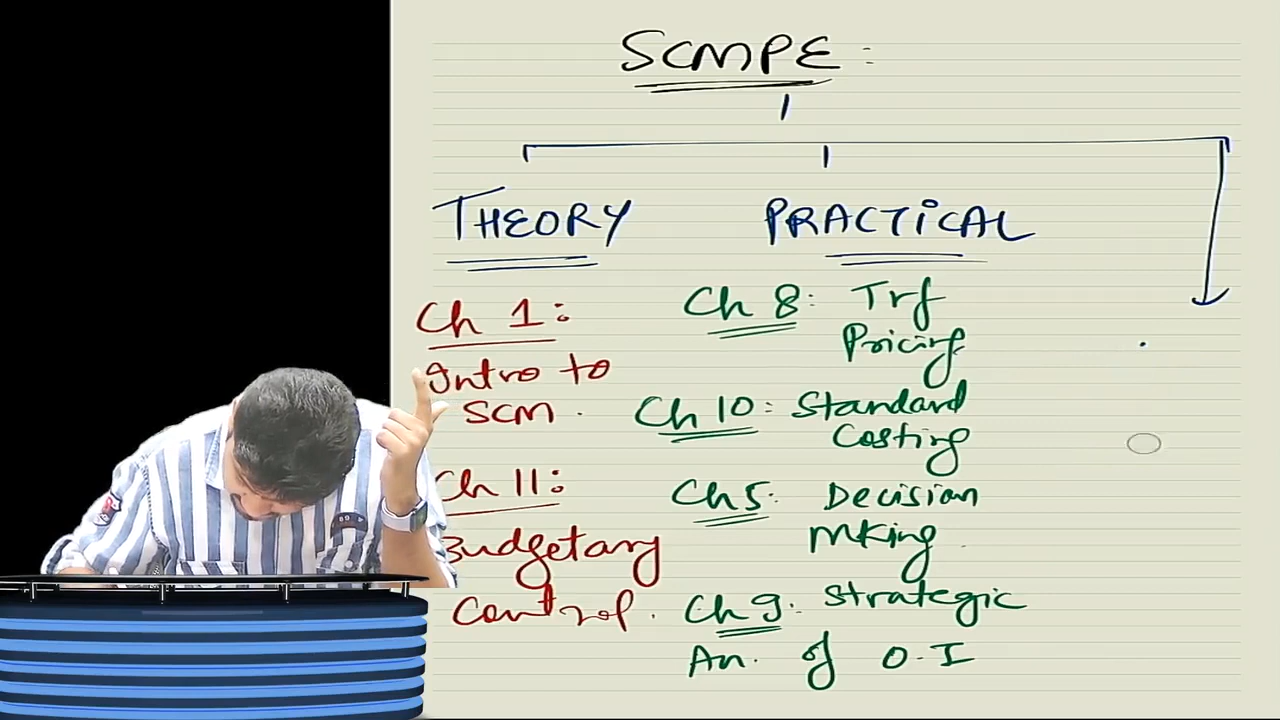 SCMPE:
THEORY
PRACTICAL
Ch 1:
Intro to
SCM.
Ch 11:
Budgetary
Control.
Ch 8: Trf
Pricing
Ch 10: Standard
Costing
Ch 5: Decision
Mking.
Ch 9. Strategic
An. of O.I